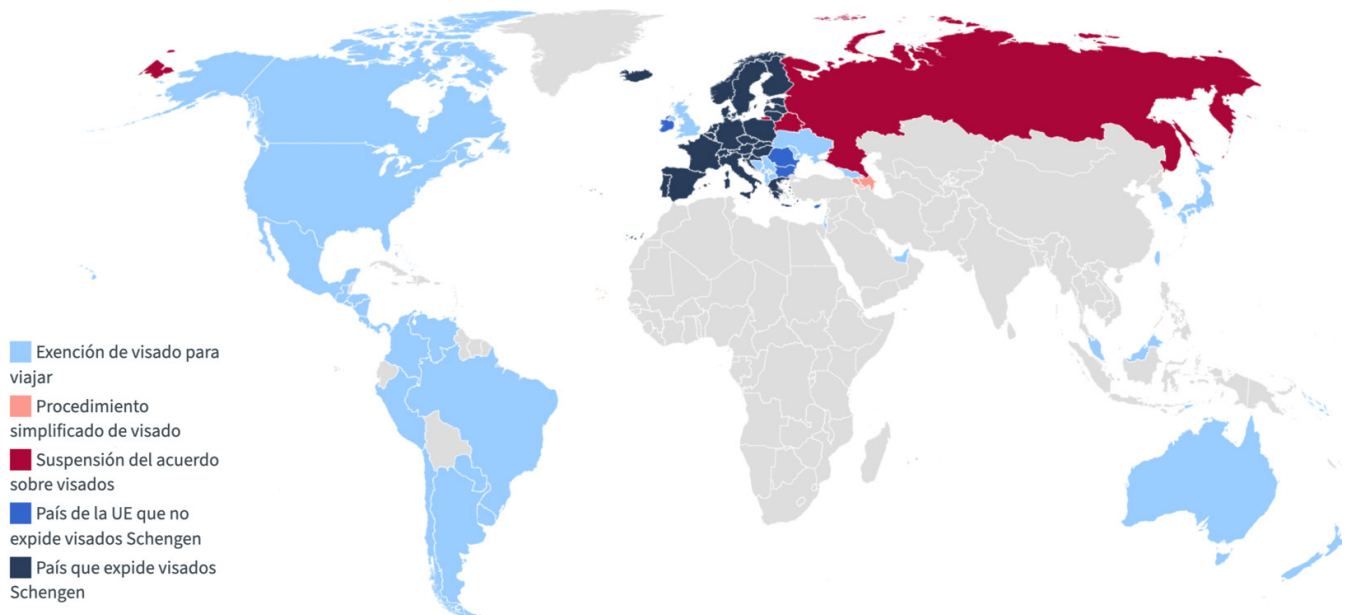 Exención de visado para
viajar
Procedimiento
simplificado de visado
Suspensión del acuerdo
sobre visados
País de la UE que no
expide visados Schengen
País que expide visados
Schengen